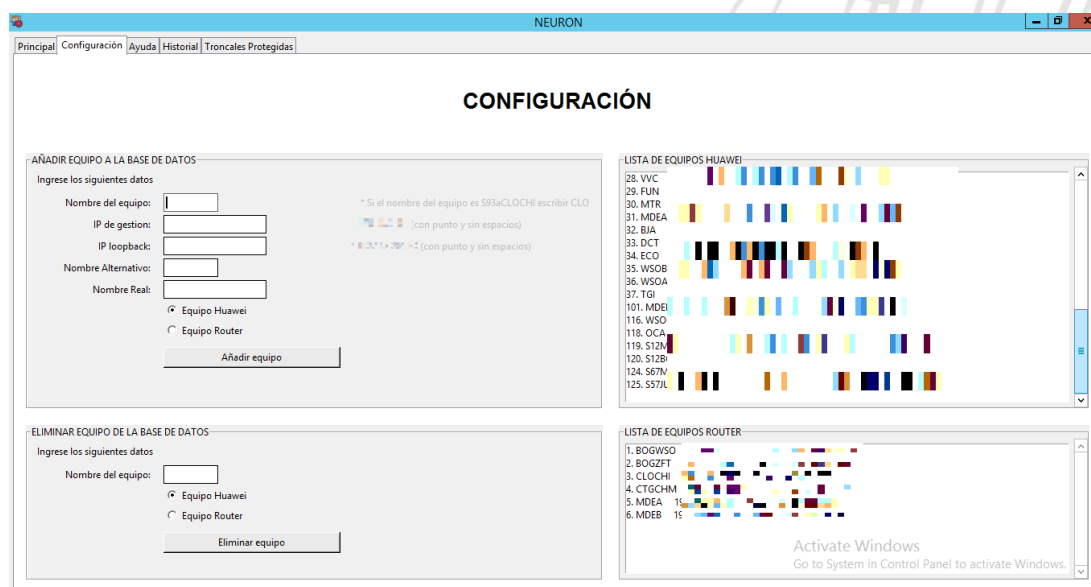 NEURON
Principal Configuración Ayuda Historial Troncales Protegidas
CONFIGURACIÓN
AÑADIR EQUIPO A LA BASE DE DATOS
Ingrese los siguientes datos
Nombre del equipo:
* Si el nombre del equipo es S93aCLOCHI escribir CLO
IP de gestion:
(con punto y sin espacios)
IP loopback:
(con punto y sin espacios)
Nombre Alternativo:
Nombre Real:
Equipo Huawei
Equipo Router
Añadir equipo
LISTA DE EQUIPOS HUAWEI
28. VVC
29. FUN
30. MTR
31. MDEA
32. BJA
33. DCT
34. ECO
35. WSOB
36. WSOA
37. TGI
101.
116. WSO
118. OCA
119. S12M
120.
124. S67M
125.
ELIMINAR EQUIPO DE LA BASE DE DATOS
Ingrese los siguientes datos
Nombre del equipo:
Equipo Huawei
Equipo Router
Eliminar equipo
LISTA DE EQUIPOS ROUTER
1. BOGWSO
2. BOGZFT
3. CLOCHI
4. CTGCHM
5. MDEA
6. MDEB
Activate Windows
Go to System in Control Panel to activate Windows.